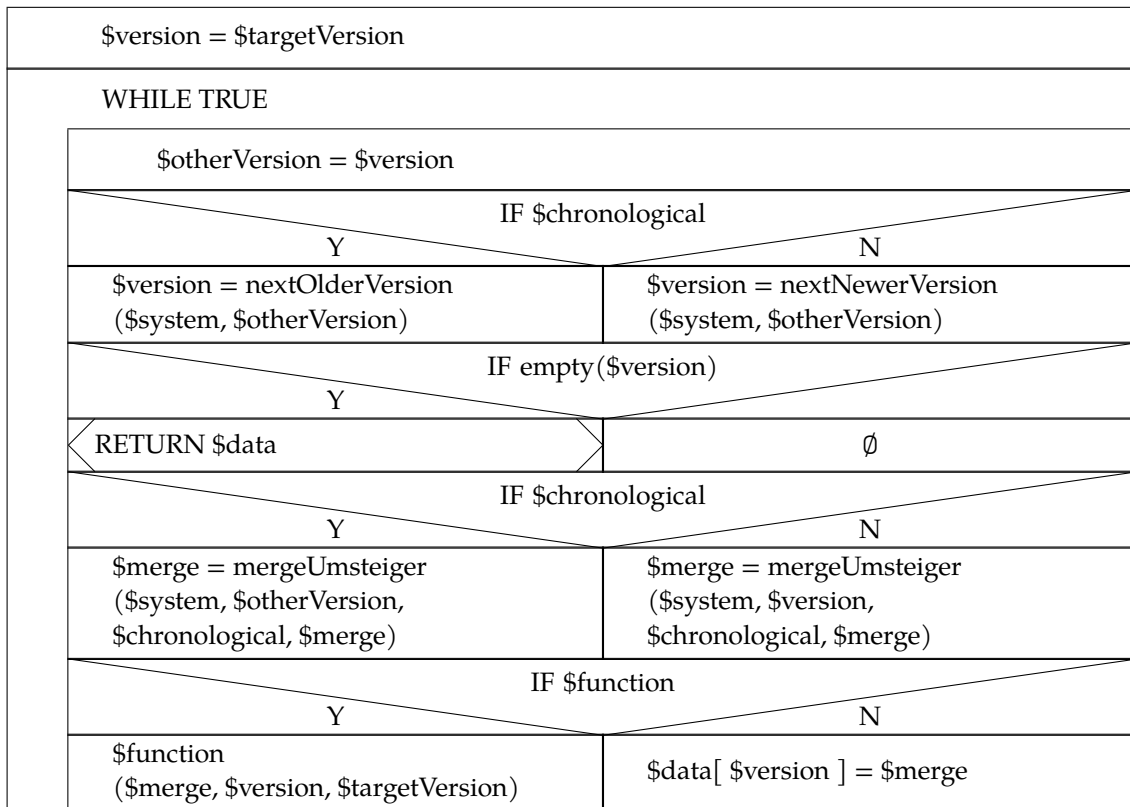 $version = $targetVersion
WHILE TRUE
$otherVersion = $version
IF $chronological
Y N
$version = nextOlderVersion
($system, $otherVersion)
$version = nextNewerVersion
($system, $otherVersion)
IF empty($version)
Y
RETURN $data
∅
IF $chronological
Y N
$merge = mergeUmsteiger
($system, $otherVersion,
$chronological, $merge)
$merge = mergeUmsteiger
($system, $version,
$chronological, $merge)
IF $function
Y N
$function
($merge, $version, $targetVersion)
$data[ $version ] = $merge